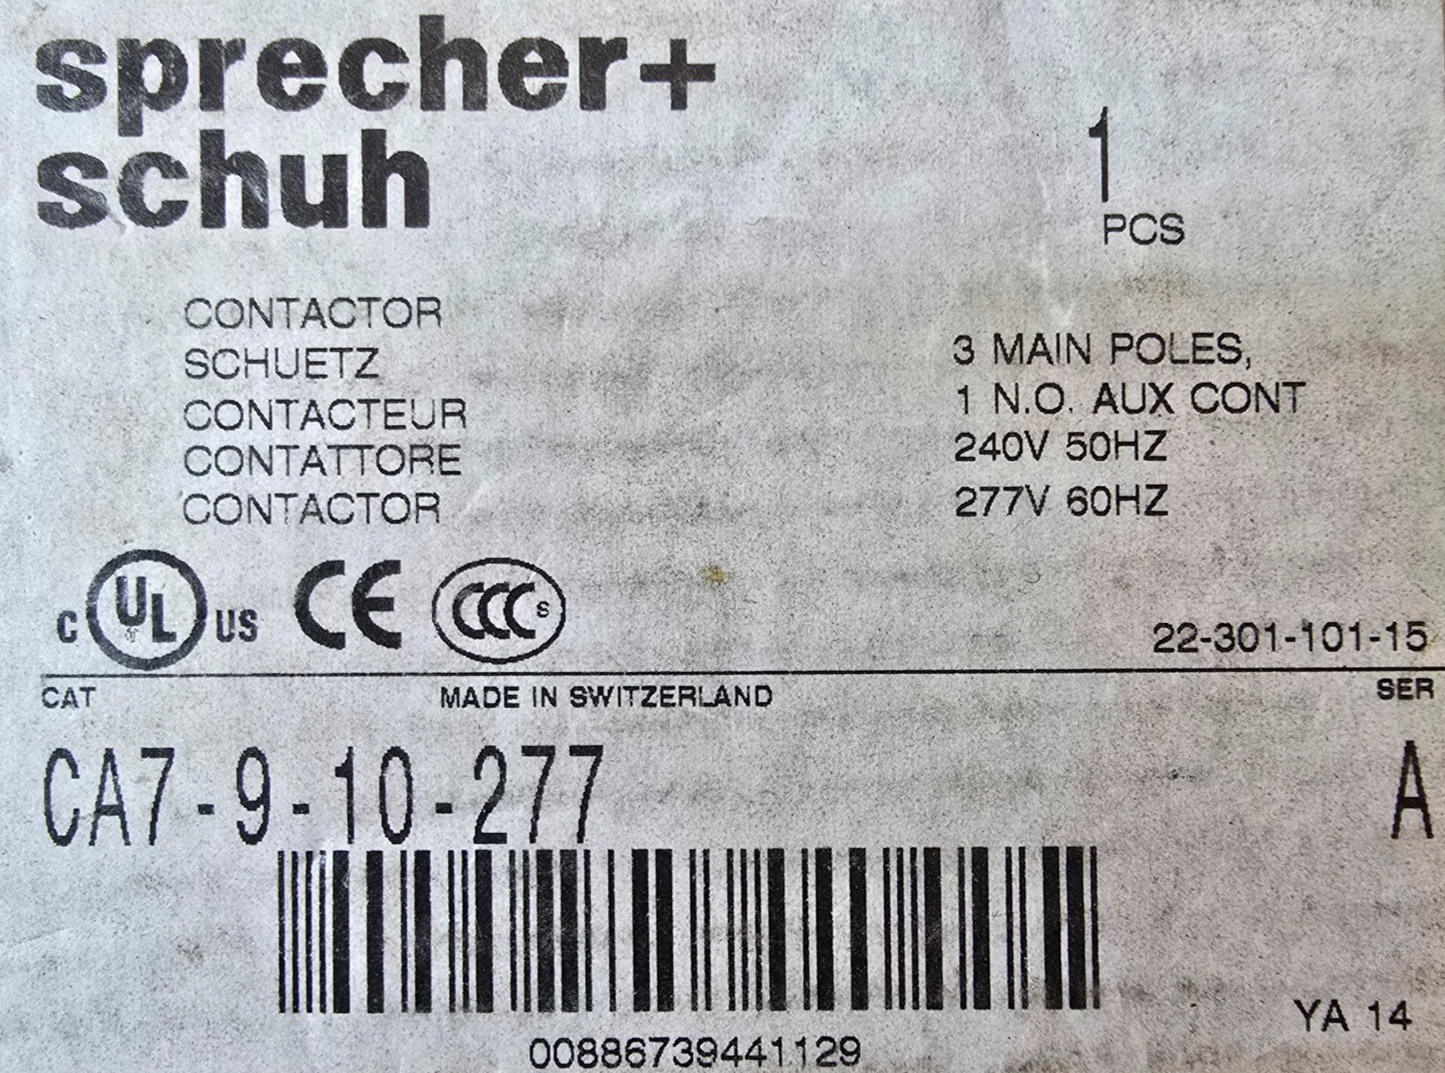 sprecher+
schuh
1
PCS
CONTACTOR
SCHUETZ
CONTACTEUR
CONTATTORE
CONTACTOR
3 MAIN POLES,
1 N.O. AUX CONT
240V 50HZ
277V 60HZ
C UL US CE CCC S
22-301-101-15
CAT MADE IN SWITZERLAND SER
CA7-9-10-277 A
00886739441129
YA 14